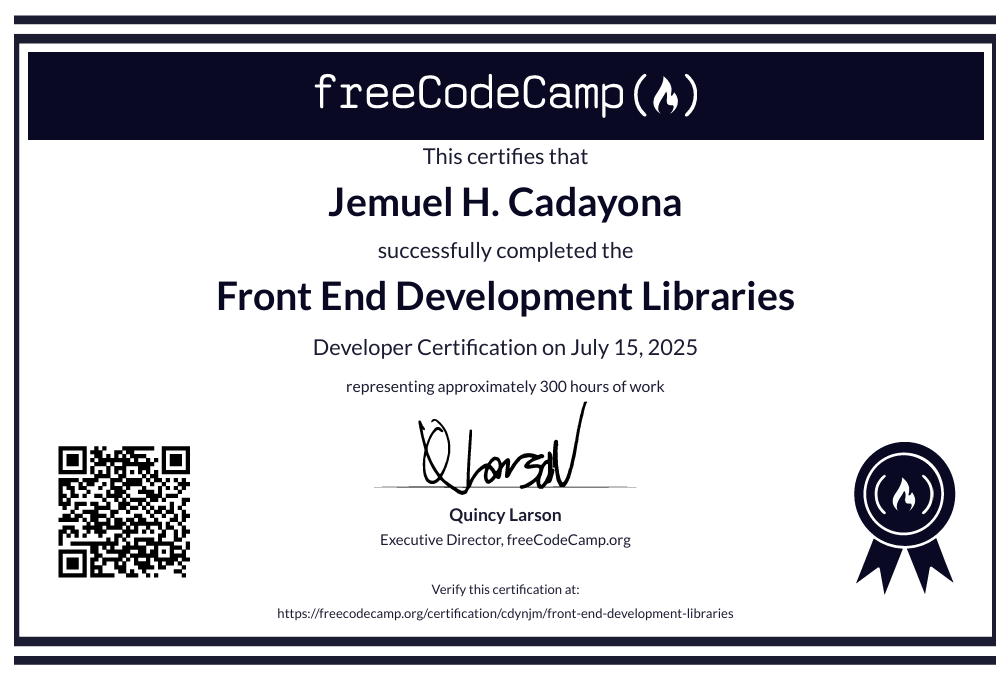 freeCodeCamp
This certifies that
Jemuel H. Cadayona
successfully completed the
Front End Development Libraries
Developer Certification on July 15, 2025
representing approximately 300 hours of work
Q Larson
Quincy Larson
Executive Director, freeCodeCamp.org
Verify this certification at:
https://freecodecamp.org/certification/cdynjm/front-end-development-libraries